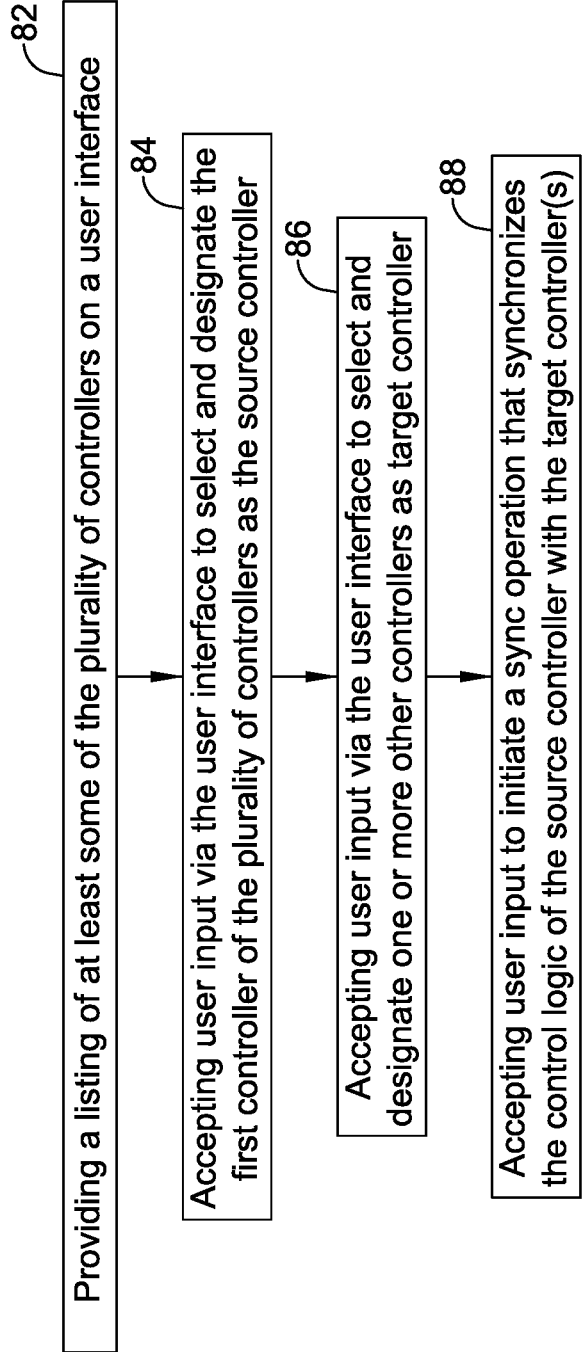 82
Providing a listing of at least some of the plurality of controllers on a user interface
84
Accepting user input via the user interface to select and designate the
first controller of the plurality of controllers as the source controller
86
Accepting user input via the user interface to select and
designate one or more other controllers as target controller
88
Accepting user input to initiate a sync operation that synchronizes
the control logic of the source controller with the target controller(s)